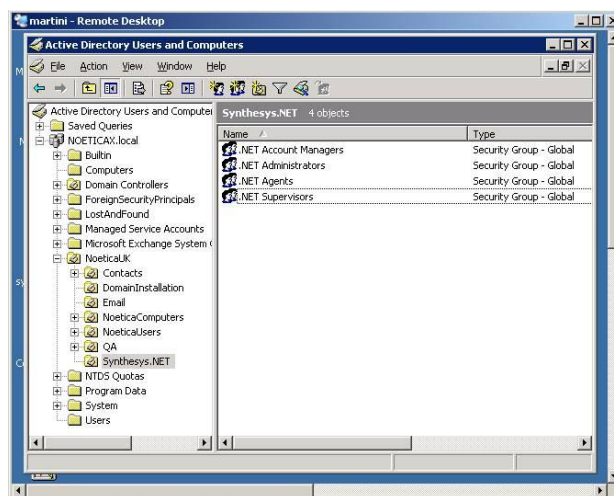 martini - Remote Desktop
Active Directory Users and Computers
File Action View Window Help
Active Directory Users and Computer
Saved Queries
NOETICAX.local
Builtin
Computers
Domain Controllers
ForeignSecurityPrincipals
LostAndFound
Managed Service Accounts
Microsoft Exchange System
NoeticaUK
Contacts
DomainInstallation
Email
NoeticaComputers
NoeticaUsers
QA
Synthesys.NET
NTDS Quotas
Program Data
System
Users
Synthesys.NET 4 objects
Name Type
.NET Account Managers Security Group - Global
.NET Administrators Security Group - Global
.NET Agents Security Group - Global
.NET Supervisors Security Group - Global